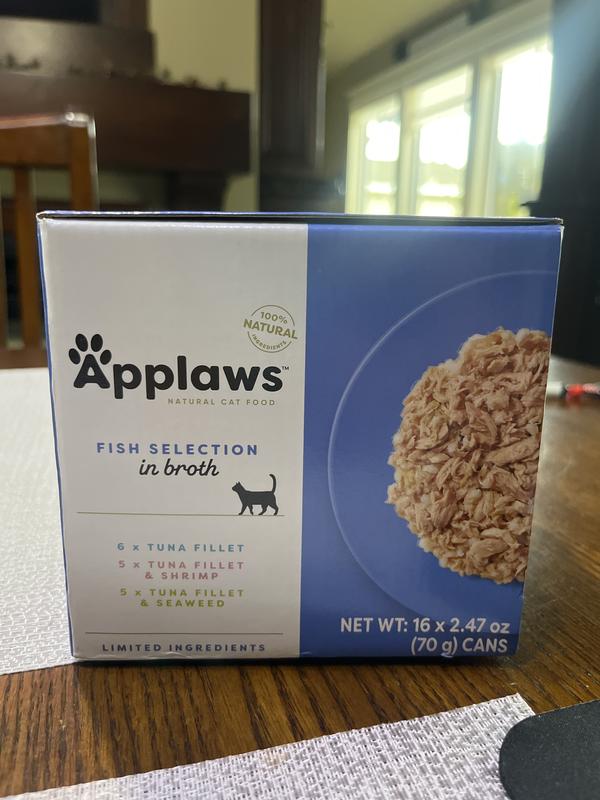 100%
NATURAL
INGREDIENTS
Applaws™
NATURAL CAT FOOD
FISH SELECTION
in broth
6 x TUNA FILLET
5 x TUNA FILLET
& SHRIMP
5 x TUNA FILLET
& SEAWEED
LIMITED INGREDIENTS
NET WT: 16 x 2.47 oz
(70 g) CANS